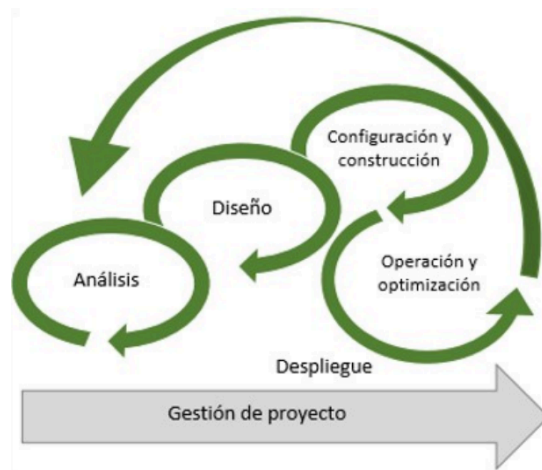 Configuración y
construcción
Diseño
Análisis
Operación y
optimización
Despliegue
Gestión de proyecto